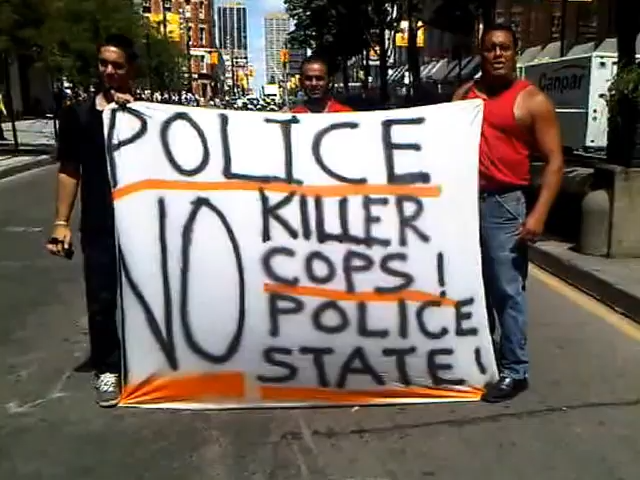 POLICE
NO
KILLER
COPS!
POLICE
STATE!
Canpar